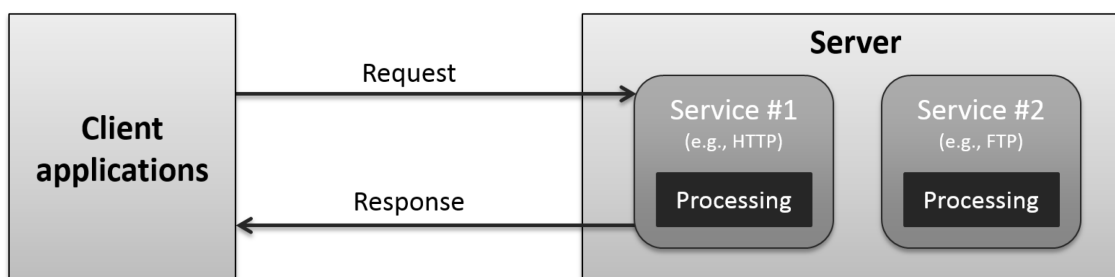 Client
applications
Request
Response
Server
Service #1
(e.g., HTTP)
Processing
Service #2
(e.g., FTP)
Processing